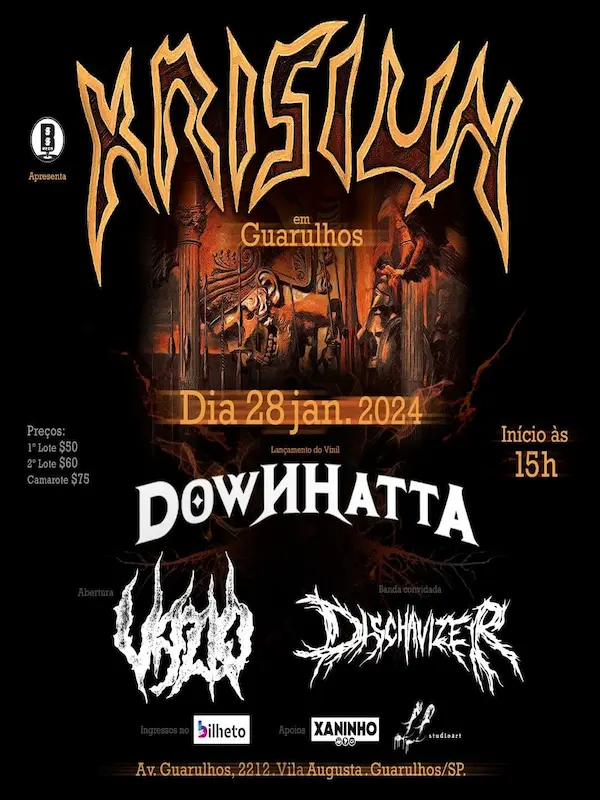 KRISIUN
Apresenta
em
Guarulhos
Dia 28 jan. 2024
Preços:
1º Lote $50
2º Lote $60
Camarote $75
Início às
15h
Lançamento do Vinil
DOWNHATTA
Abertura
VAZIO
Banda convidada
DISCHAVIZER
Ingressos no bilheto
Apoios XANINHO
studioart
Av. Guarulhos, 2212. Vila Augusta. Guarulhos/SP.